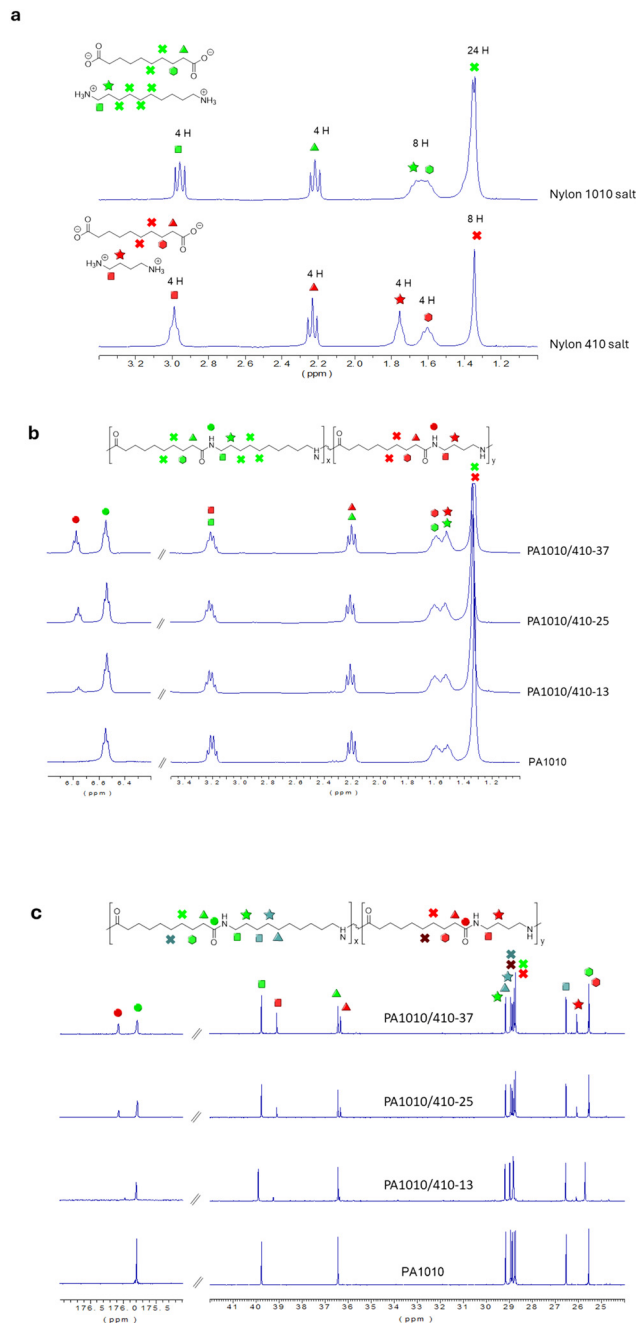 a
24 H
O⊖
⊖O
O
O
H3N⊕
NH3⊕
4 H
4 H
8 H
Nylon 1010 salt
8 H
4 H
4 H
4 H
4 H
Nylon 410 salt
3.4 3.2 3.0 2.8 2.6 2.4 2.2 2.0 1.8 1.6 1.4 1.2
(ppm)
b
O
H
N
O
N
H
x
O
H
N
O
N
H
y
PA1010/410-37
PA1010/410-25
PA1010/410-13
PA1010
6.8 6.6 6.4
(ppm)
3.4 3.2 3.0 2.8 2.6 2.4 2.2 2.0 1.8 1.6 1.4 1.2
(ppm)
c
O
H
N
O
N
H
x
O
H
N
O
N
H
y
PA1010/410-37
PA1010/410-25
PA1010/410-13
PA1010
176.5 176.0 175.5
(ppm)
41 40 39 38 37 36 35 34 33 32 31 30 29 28 27 26 25
(ppm)